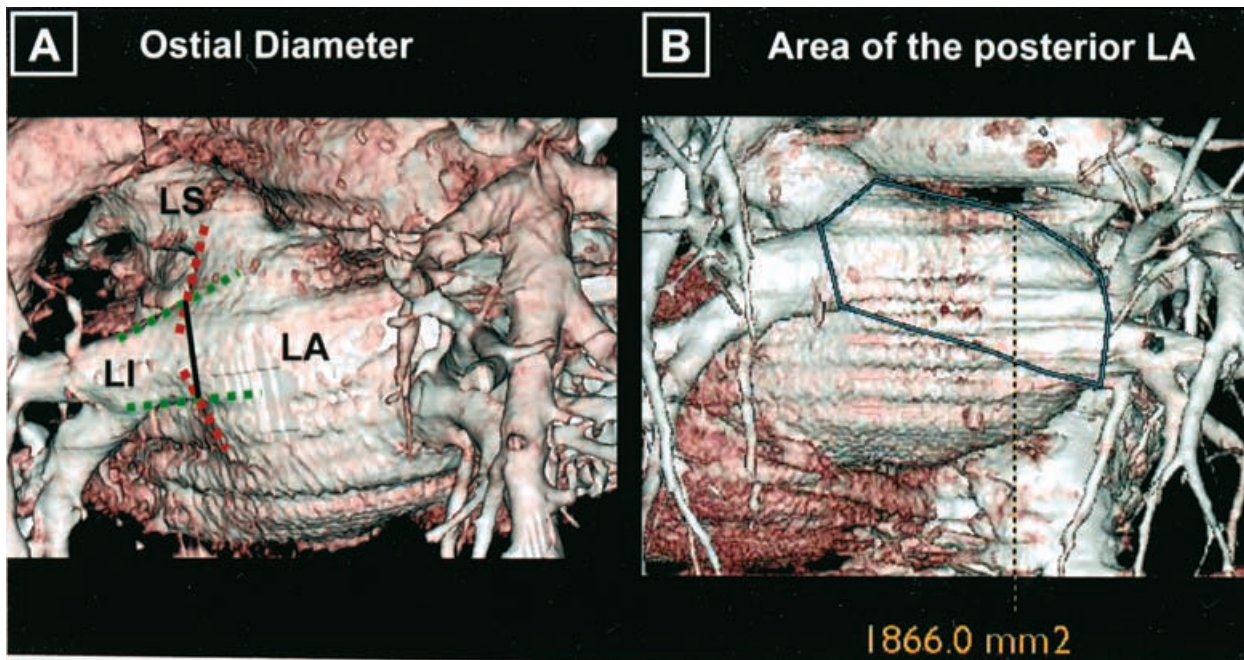 A Ostial Diameter
LS
LI
LA
B Area of the posterior LA
1866.0 mm2